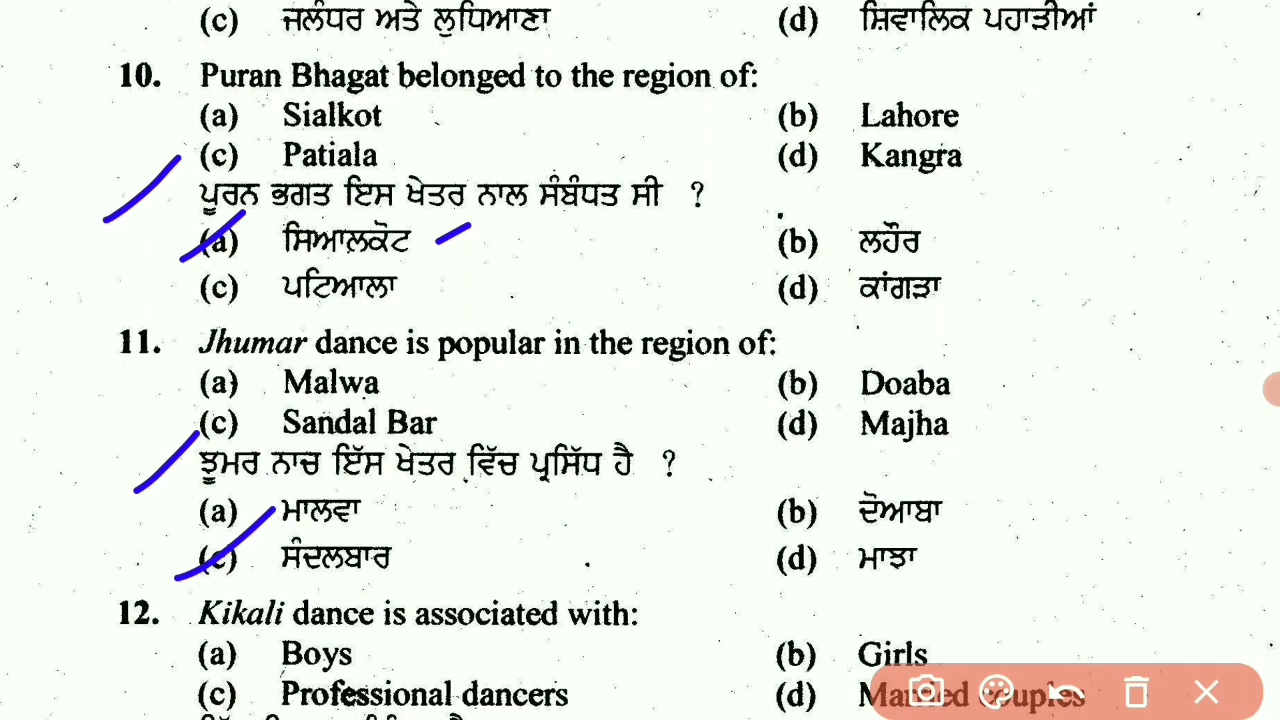 (c) ਜਲੰਧਰ ਅਤੇ ਲੁਧਿਆਣਾ (d) ਸ਼ਿਵਾਲਿਕ ਪਹਾੜੀਆਂ
10. Puran Bhagat belonged to the region of:
(a) Sialkot (b) Lahore
(c) Patiala (d) Kangra
ਪੂਰਨ ਭਗਤ ਇਸ ਖੇਤਰ ਨਾਲ ਸੰਬੰਧਤ ਸੀ ?
(a) ਸਿਆਲਕੋਟ (b) ਲਹੌਰ
(c) ਪਟਿਆਲਾ (d) ਕਾਂਗੜਾ
11. Jhumar dance is popular in the region of:
(a) Malwa (b) Doaba
(c) Sandal Bar (d) Majha
ਝੂਮਰ ਨਾਚ ਇੱਸ ਖੇਤਰ ਵਿੱਚ ਪ੍ਰਸਿੱਧ ਹੈ ?
(a) ਮਾਲਵਾ (b) ਦੋਆਬਾ
(c) ਸੰਦਲਬਾਰ (d) ਮਾਝਾ
12. Kikali dance is associated with:
(a) Boys (b) Girls
(c) Professional dancers (d) Married couples